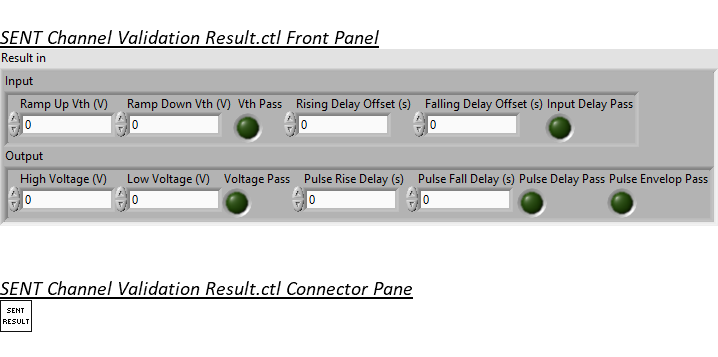 SENT Channel Validation Result.ctl Front Panel
Result in
Input
Ramp Up Vth (V) Ramp Down Vth (V) Vth Pass Rising Delay Offset (s) Falling Delay Offset (s) Input Delay Pass
0 0 0 0
Output
High Voltage (V) Low Voltage (V) Voltage Pass Pulse Rise Delay (s) Pulse Fall Delay (s) Pulse Delay Pass Pulse Envelop Pass
0 0 0 0
SENT Channel Validation Result.ctl Connector Pane
SENT
RESULT